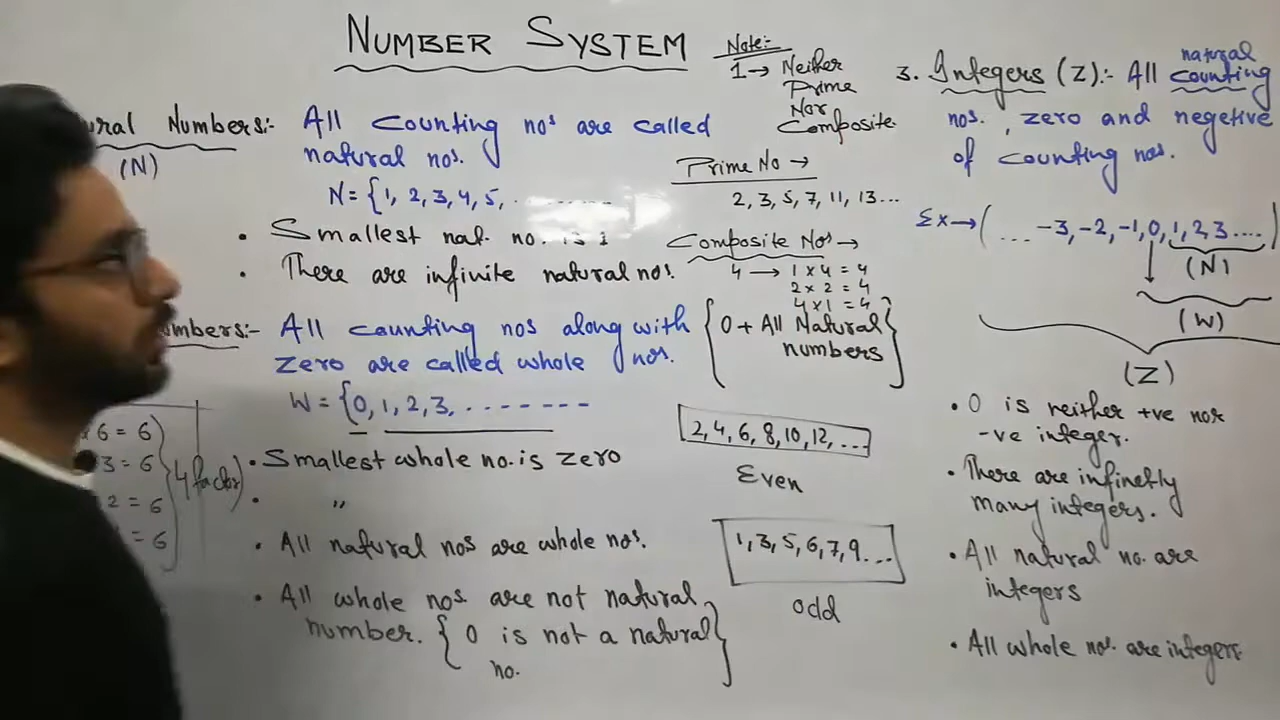 NUMBER SYSTEM
Note:-
1→ Neither
Prime
Nor
Composite
ural Numbers:- All counting nos are called
(N) natural nos.
N = {1, 2, 3, 4, 5, .........
• Smallest nat. no. is 1
• There are infinite natural nos.
umbers:- All counting nos along with
zero are called whole nos.
{0 + All Natural
numbers}
W = {0, 1, 2, 3, ........
x 6 = 6
3 = 6
2 = 6
= 6
4 factor
• Smallest whole no. is zero
• "
• All natural nos are whole nos.
• All whole nos are not natural
number. {0 is not a natural
no.}
Prime No →
2, 3, 5, 7, 11, 13...
Composite Nos →
4 → 1 x 4 = 4
2 x 2 = 4
4 x 1 = 4
2, 4, 6, 8, 10, 12, ...
Even
1, 3, 5, 6, 7, 9...
odd
3. Integers (Z):- All natural counting
nos., zero and negetive
of counting nos.
Ex → (... -3, -2, -1, 0, 1, 2, 3....)
(N)
(W)
(Z)
• 0 is neither +ve nor
-ve integer.
• There are infinetly
many integers.
• All natural no. are
integers
• All whole nos. are integers.